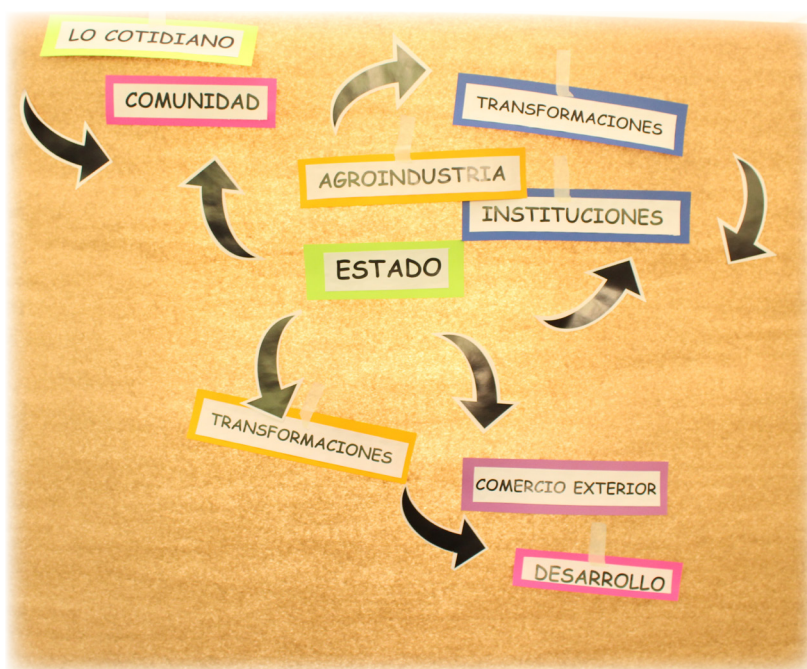 LO COTIDIANO
COMUNIDAD
TRANSFORMACIONES
AGROINDUSTRIA
INSTITUCIONES
ESTADO
TRANSFORMACIONES
COMERCIO EXTERIOR
DESARROLLO